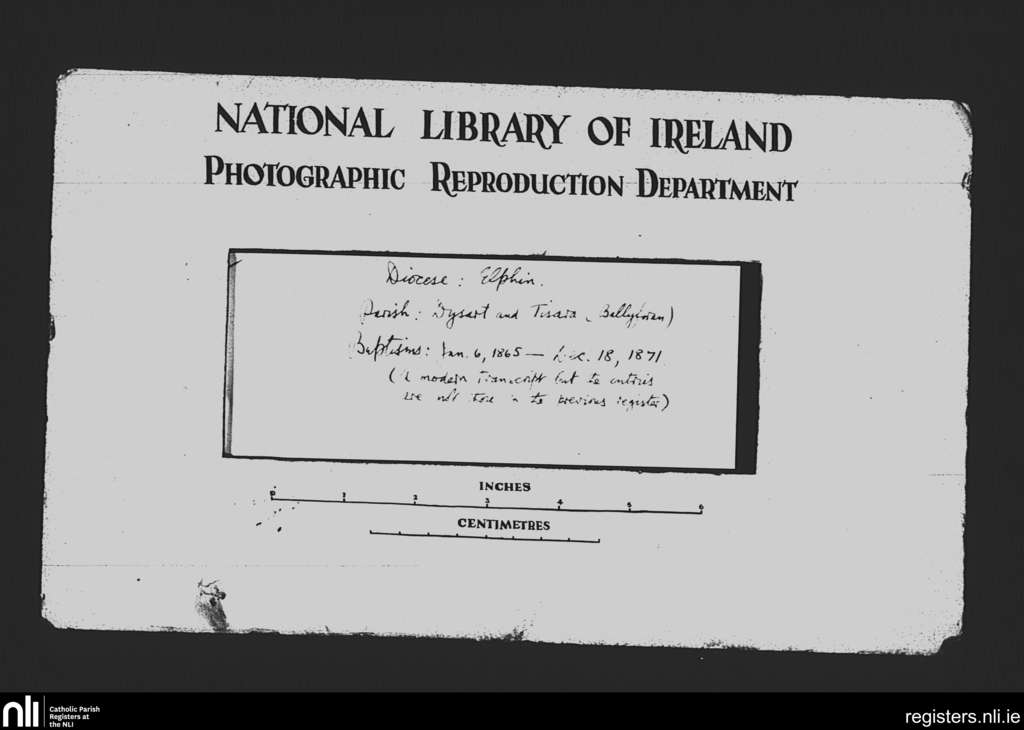 NATIONAL LIBRARY OF IRELAND
PHOTOGRAPHIC REPRODUCTION DEPARTMENT
Diocese: Elphin.
Parish: Dysart and Tisara (Ballyforan)
Baptisms: Jan. 6, 1865 — Dec. 18, 1871
(A modern transcript but the entries
are not those in the previous register)
INCHES
0 1 2 3 4 5 6
CENTIMETRES
nli
Catholic Parish
Registers at
the NLI
registers.nli.ie